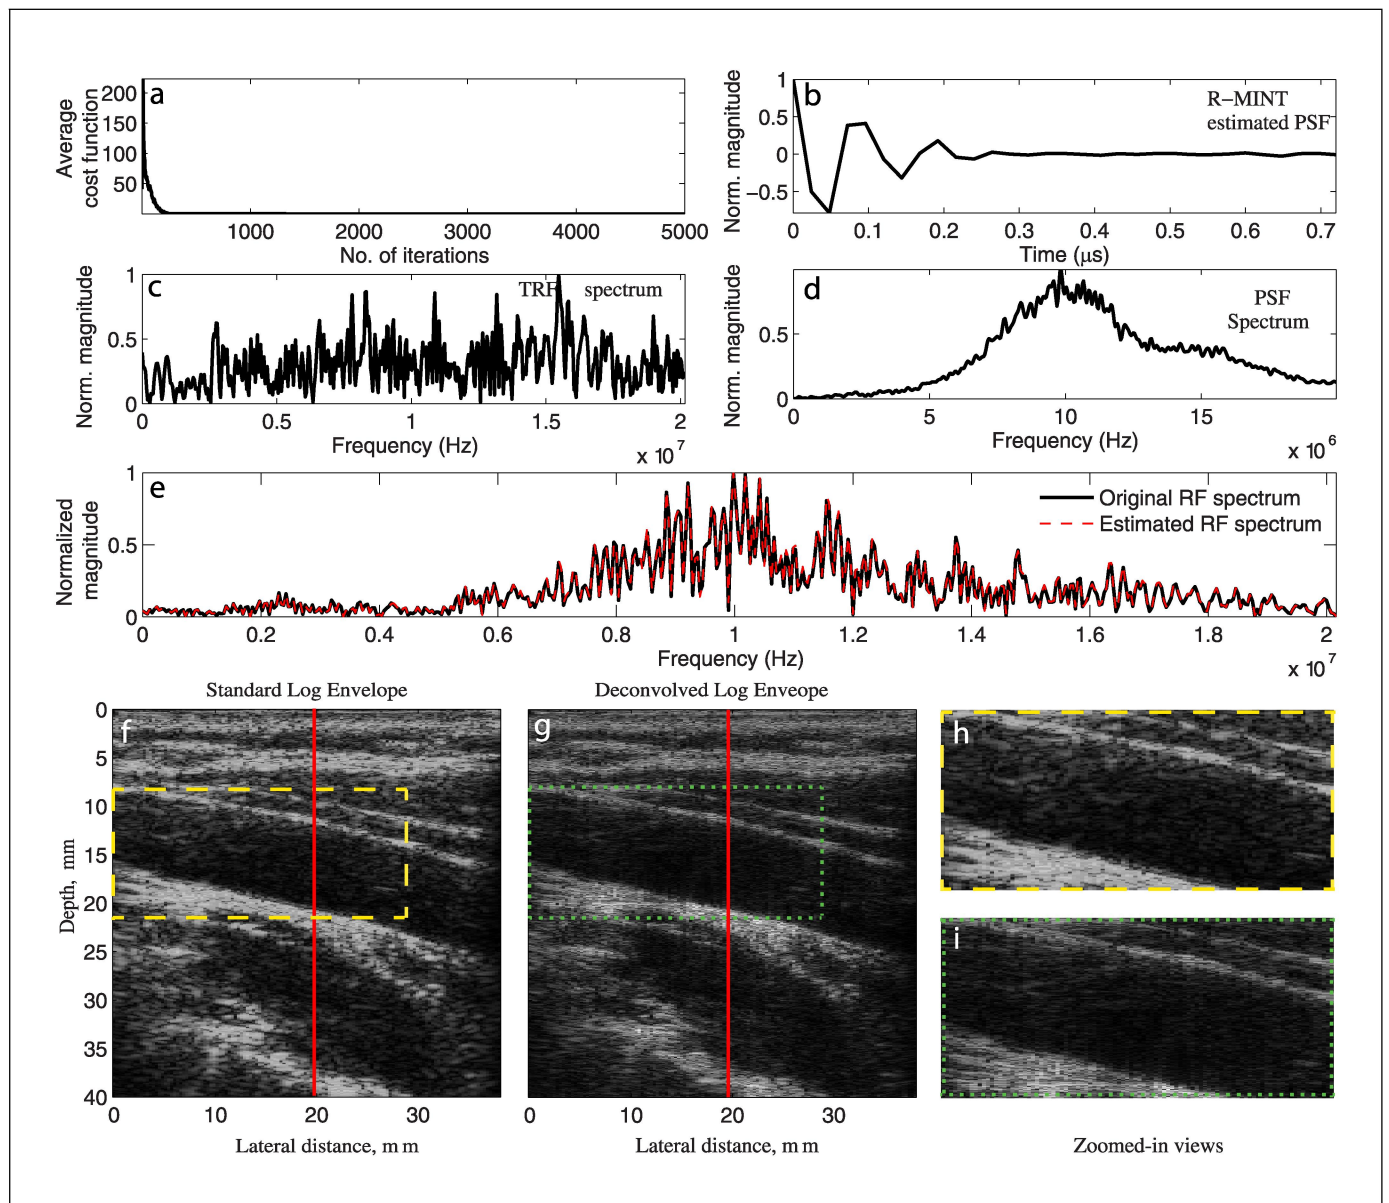 a
Average
cost function
200
150
100
50
1000 2000 3000 4000 5000
No. of iterations
b
R−MINT
estimated PSF
Norm. magnitude
1
0.5
0
−0.5
0 0.1 0.2 0.3 0.4 0.5 0.6 0.7
Time (μs)
c
TRF spectrum
Norm. magnitude
1
0.5
0
0 0.5 1 1.5 2
Frequency (Hz)
x 10^7
d
PSF
Spectrum
Norm. magnitude
1
0.5
0
0 5 10 15
Frequency (Hz)
x 10^6
e
Original RF spectrum
Estimated RF spectrum
Normalized
magnitude
1
0.5
0
0 0.2 0.4 0.6 0.8 1 1.2 1.4 1.6 1.8 2
Frequency (Hz)
x 10^7
Standard Log Envelope
f
Depth, mm
0
5
10
15
20
25
30
35
40
0 10 20 30
Lateral distance, mm
Deconvolved Log Enveope
g
0 10 20 30
Lateral distance, mm
h
i
Zoomed-in views